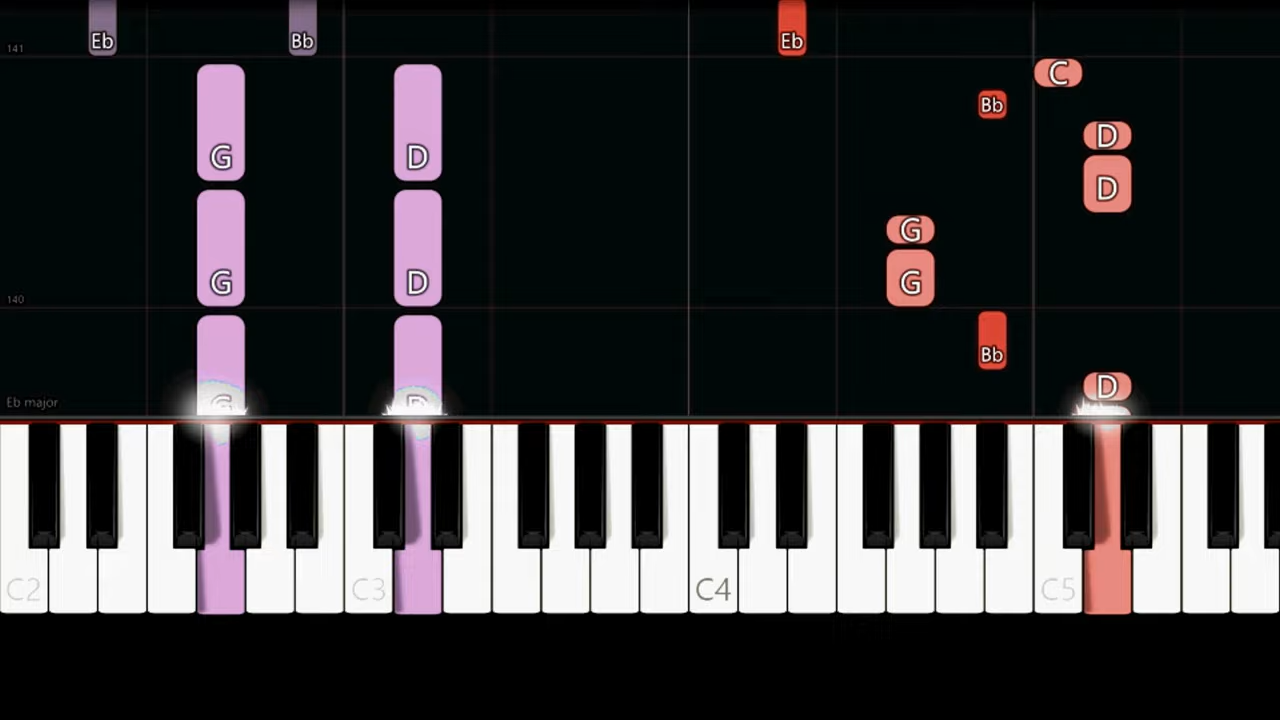 Eb Bb Eb
141
C
Bb
G D D
D
G
G D G
140
Bb
D
Eb major G D
C2 C3 C4 C5